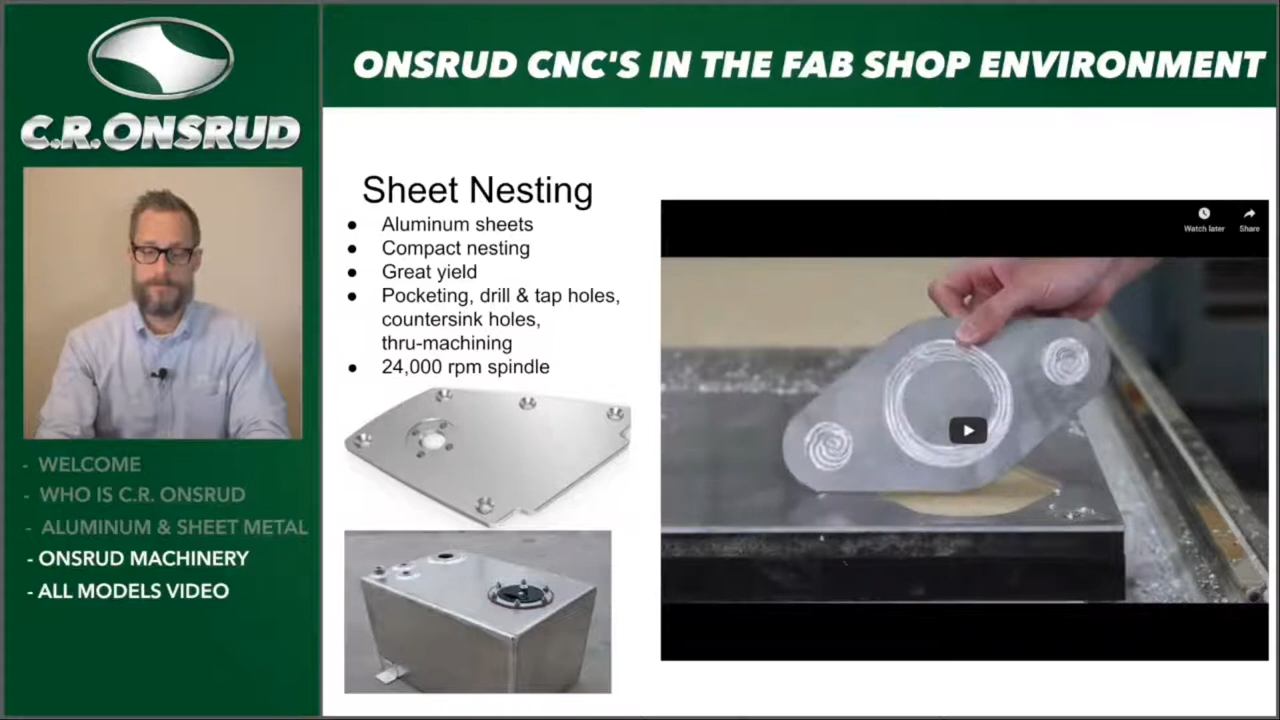 C.R.ONSRUD
ONSRUD CNC'S IN THE FAB SHOP ENVIRONMENT
- WELCOME
- WHO IS C.R. ONSRUD
- ALUMINUM & SHEET METAL
- ONSRUD MACHINERY
- ALL MODELS VIDEO
Sheet Nesting
● Aluminum sheets
● Compact nesting
● Great yield
● Pocketing, drill & tap holes,
countersink holes,
thru-machining
● 24,000 rpm spindle
Watch later
Share